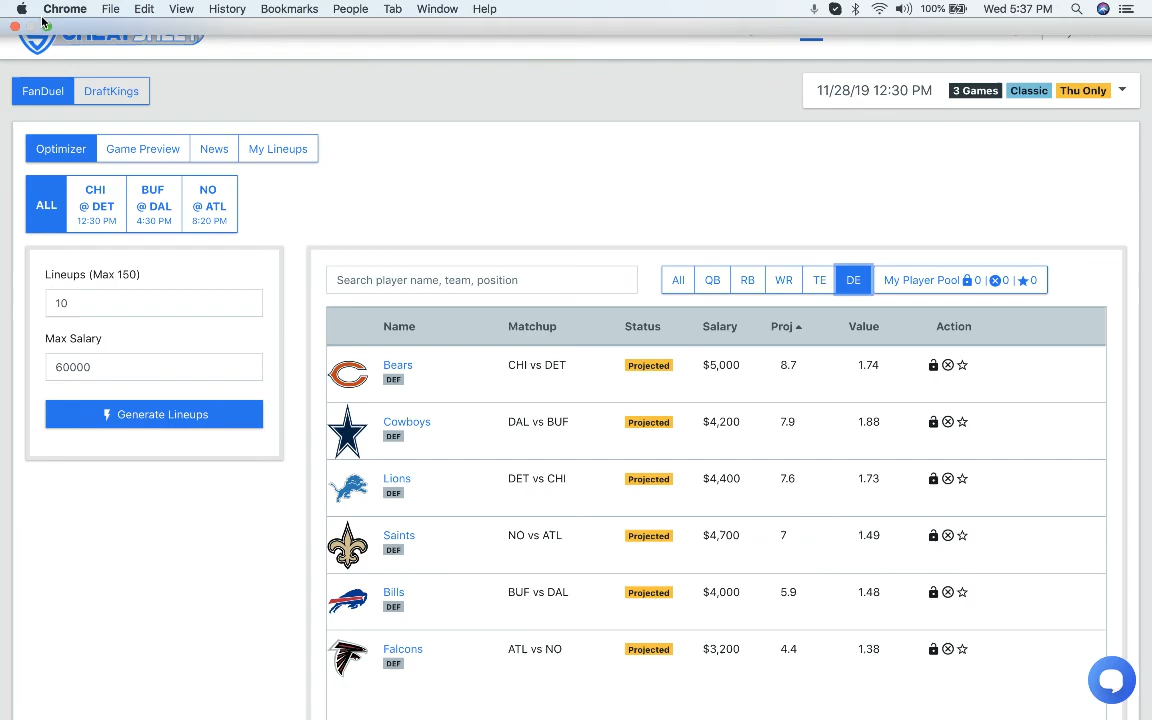 Chrome File Edit View History Bookmarks People Tab Window Help 100% Wed 5:37 PM
CHEATSHEET
FanDuel DraftKings 11/28/19 12:30 PM 3 Games Classic Thu Only
Optimizer Game Preview News My Lineups
ALL
CHI BUF NO
@ DET @ DAL @ ATL
12:30 PM 4:30 PM 8:20 PM
Lineups (Max 150)
10
Max Salary
60000
Generate Lineups
Search player name, team, position All QB RB WR TE DE My Player Pool 0 | 0 | 0
Name Matchup Status Salary Proj Value Action
Bears CHI vs DET Projected $5,000 8.7 1.74
DEF
Cowboys DAL vs BUF Projected $4,200 7.9 1.88
DEF
Lions DET vs CHI Projected $4,400 7.6 1.73
DEF
Saints NO vs ATL Projected $4,700 7 1.49
DEF
Bills BUF vs DAL Projected $4,000 5.9 1.48
DEF
Falcons ATL vs NO Projected $3,200 4.4 1.38
DEF